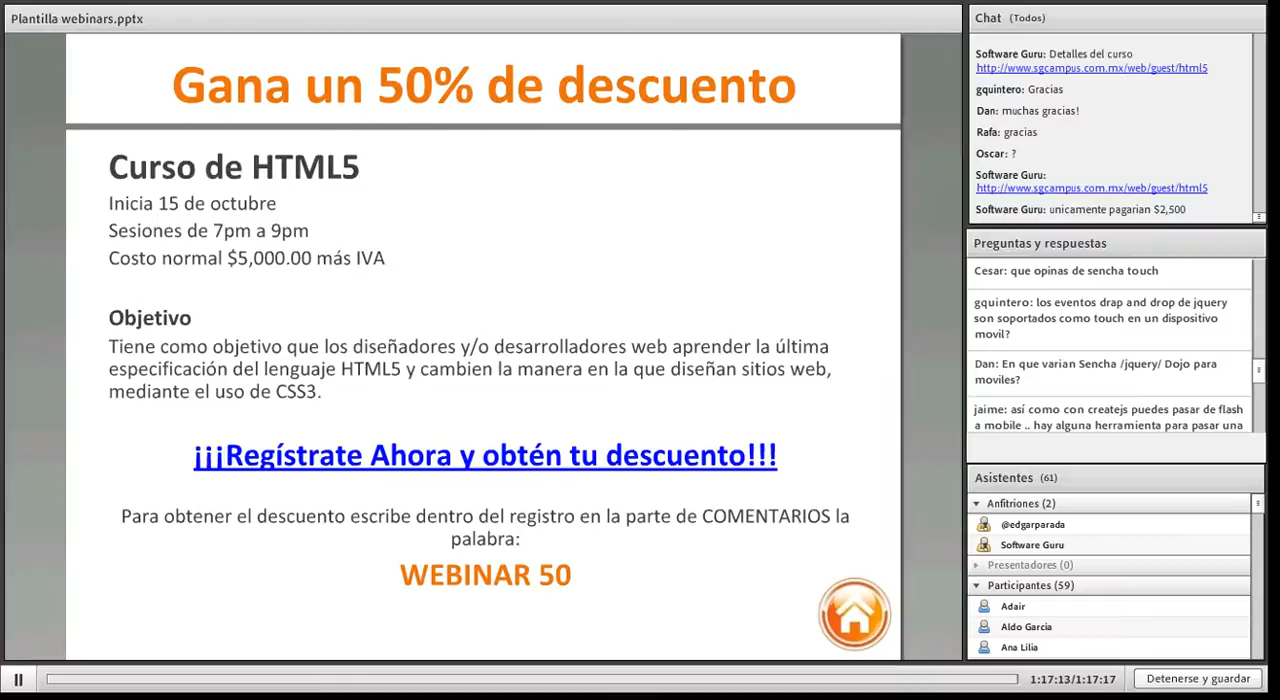 Plantilla webinars.pptx
Gana un 50% de descuento
Curso de HTML5
Inicia 15 de octubre
Sesiones de 7pm a 9pm
Costo normal $5,000.00 más IVA
Objetivo
Tiene como objetivo que los diseñadores y/o desarrolladores web aprender la última
especificación del lenguaje HTML5 y cambien la manera en la que diseñan sitios web,
mediante el uso de CSS3.
¡¡¡Regístrate Ahora y obtén tu descuento!!!
Para obtener el descuento escribe dentro del registro en la parte de COMENTARIOS la
palabra:
WEBINAR 50
Chat (Todos)
Software Guru: Detalles del curso
http://www.sgcampus.com.mx/web/guest/html5
gquintero: Gracias
Dan: muchas gracias!
Rafa: gracias
Oscar: ?
Software Guru:
http://www.sgcampus.com.mx/web/guest/html5
Software Guru: unicamente pagarian $2,500
Preguntas y respuestas
Cesar: que opinas de sencha touch
gquintero: los eventos drap and drop de jquery
son soportados como touch en un dispositivo
movil?
Dan: En que varian Sencha /jquery/ Dojo para
moviles?
jaime: así como con createjs puedes pasar de flash
a mobile .. hay alguna herramienta para pasar una
Asistentes (61)
Anfitriones (2)
@edgarparada
Software Guru
Presentadores (0)
Participantes (59)
Adair
Aldo Garcia
Ana Lilia
1:17:13/1:17:17
Detenerse y guardar